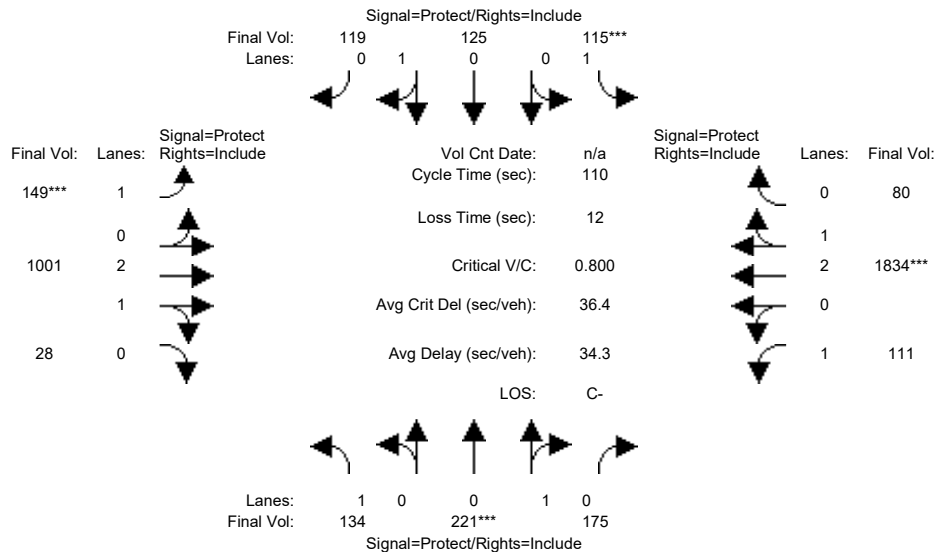 Signal=Protect/Rights=Include
Final Vol: 119 125 115***
Lanes: 0 1 0 0 1
Signal=Protect
Final Vol: Lanes: Rights=Include
Vol Cnt Date: n/a
Signal=Protect
Rights=Include Lanes: Final Vol:
Cycle Time (sec): 110
149*** 1
0 80
Loss Time (sec): 12
0
1
1001 2
Critical V/C: 0.800
2 1834***
1
Avg Crit Del (sec/veh): 36.4
0
28 0
Avg Delay (sec/veh): 34.3
1 111
LOS: C-
Lanes: 1 0 0 1 0
Final Vol: 134 221*** 175
Signal=Protect/Rights=Include